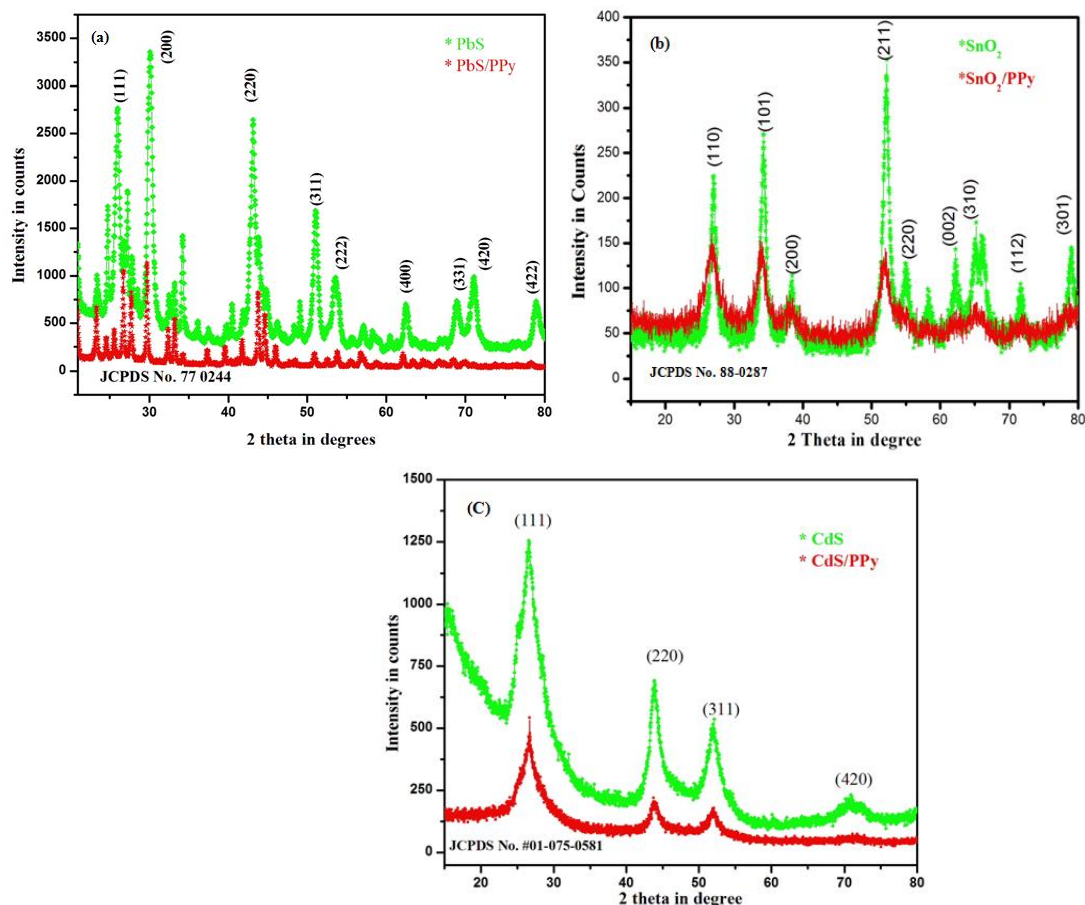 (a)
* PbS
* PbS/PPy
(111)
(200)
(220)
(311)
(222)
(400)
(331)
(420)
(422)
3500
3000
2500
2000
1500
1000
500
0
Intensity in counts
JCPDS No. 77 0244
30 40 50 60 70 80
2 theta in degrees
(b)
*SnO₂
*SnO₂/PPy
(110)
(101)
(200)
(211)
(220)
(002)
(310)
(112)
(301)
400
350
300
250
200
150
100
50
0
Intensity in Counts
JCPDS No. 88-0287
20 30 40 50 60 70 80
2 Theta in degree
(C)
* CdS
* CdS/PPy
(111)
(220)
(311)
(420)
1500
1250
1000
750
500
250
0
Intensity in counts
JCPDS No. #01-075-0581
20 30 40 50 60 70 80
2 theta in degree